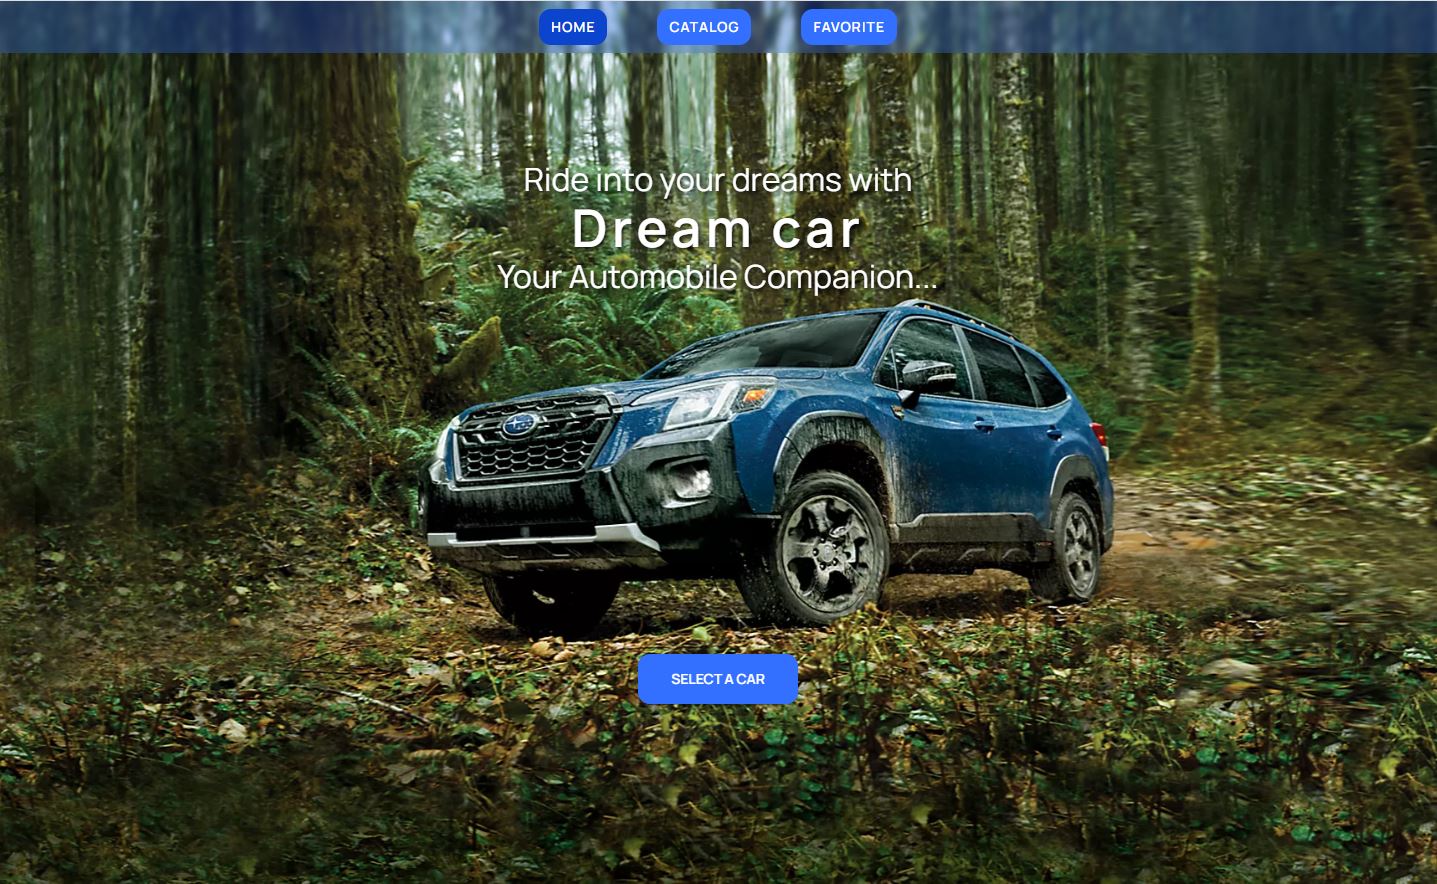 HOME
CATALOG
FAVORITE
Ride into your dreams with
Dream car
Your Automobile Companion...
SELECT A CAR